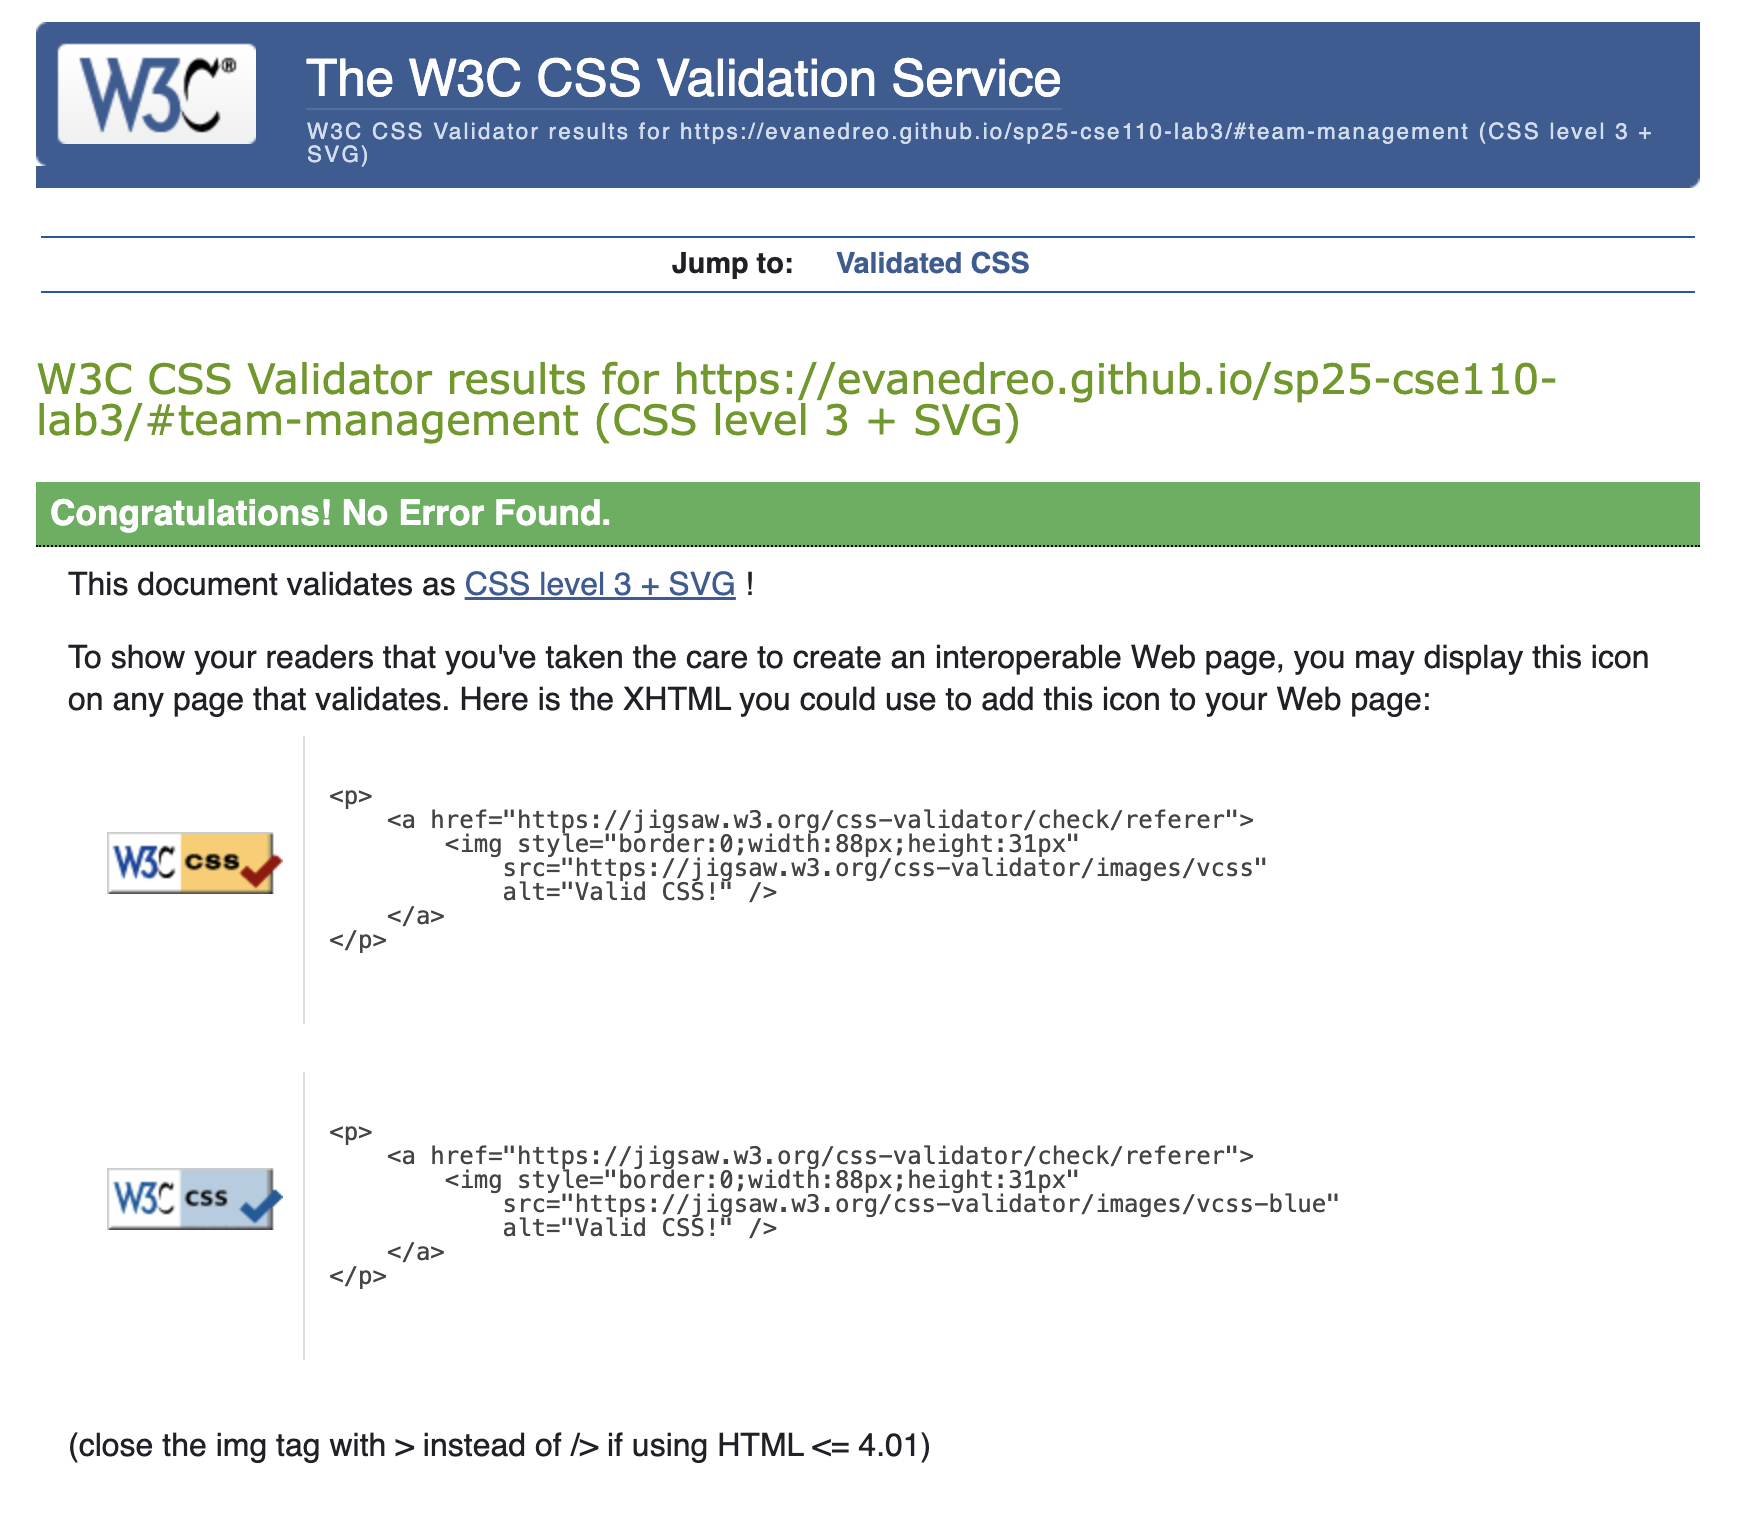 W3C®
The W3C CSS Validation Service
W3C CSS Validator results for https://evanedreo.github.io/sp25-cse110-lab3/#team-management (CSS level 3 +
SVG)
Jump to: Validated CSS
W3C CSS Validator results for https://evanedreo.github.io/sp25-cse110-
lab3/#team-management (CSS level 3 + SVG)
Congratulations! No Error Found.
This document validates as CSS level 3 + SVG !
To show your readers that you've taken the care to create an interoperable Web page, you may display this icon
on any page that validates. Here is the XHTML you could use to add this icon to your Web page:
W3C css
<p>
    <a href="https://jigsaw.w3.org/css-validator/check/referer">
        <img style="border:0;width:88px;height:31px"
            src="https://jigsaw.w3.org/css-validator/images/vcss"
            alt="Valid CSS!" />
    </a>
</p>
W3C css
<p>
    <a href="https://jigsaw.w3.org/css-validator/check/referer">
        <img style="border:0;width:88px;height:31px"
            src="https://jigsaw.w3.org/css-validator/images/vcss-blue"
            alt="Valid CSS!" />
    </a>
</p>
(close the img tag with > instead of /> if using HTML <= 4.01)